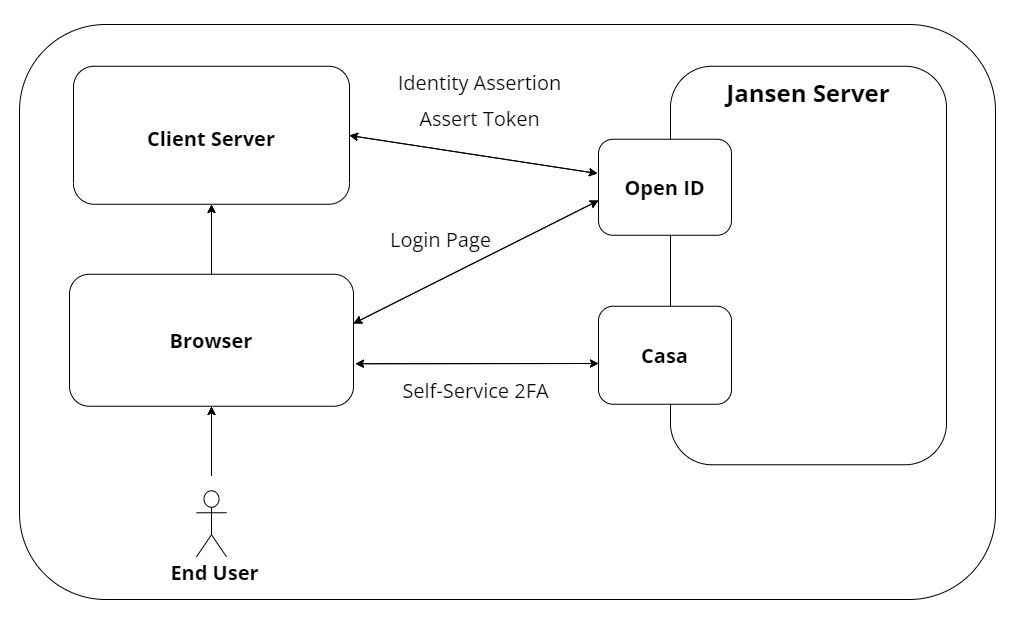 Identity Assertion
Assert Token
Jansen Server
Client Server
Open ID
Login Page
Browser
Casa
Self-Service 2FA
End User